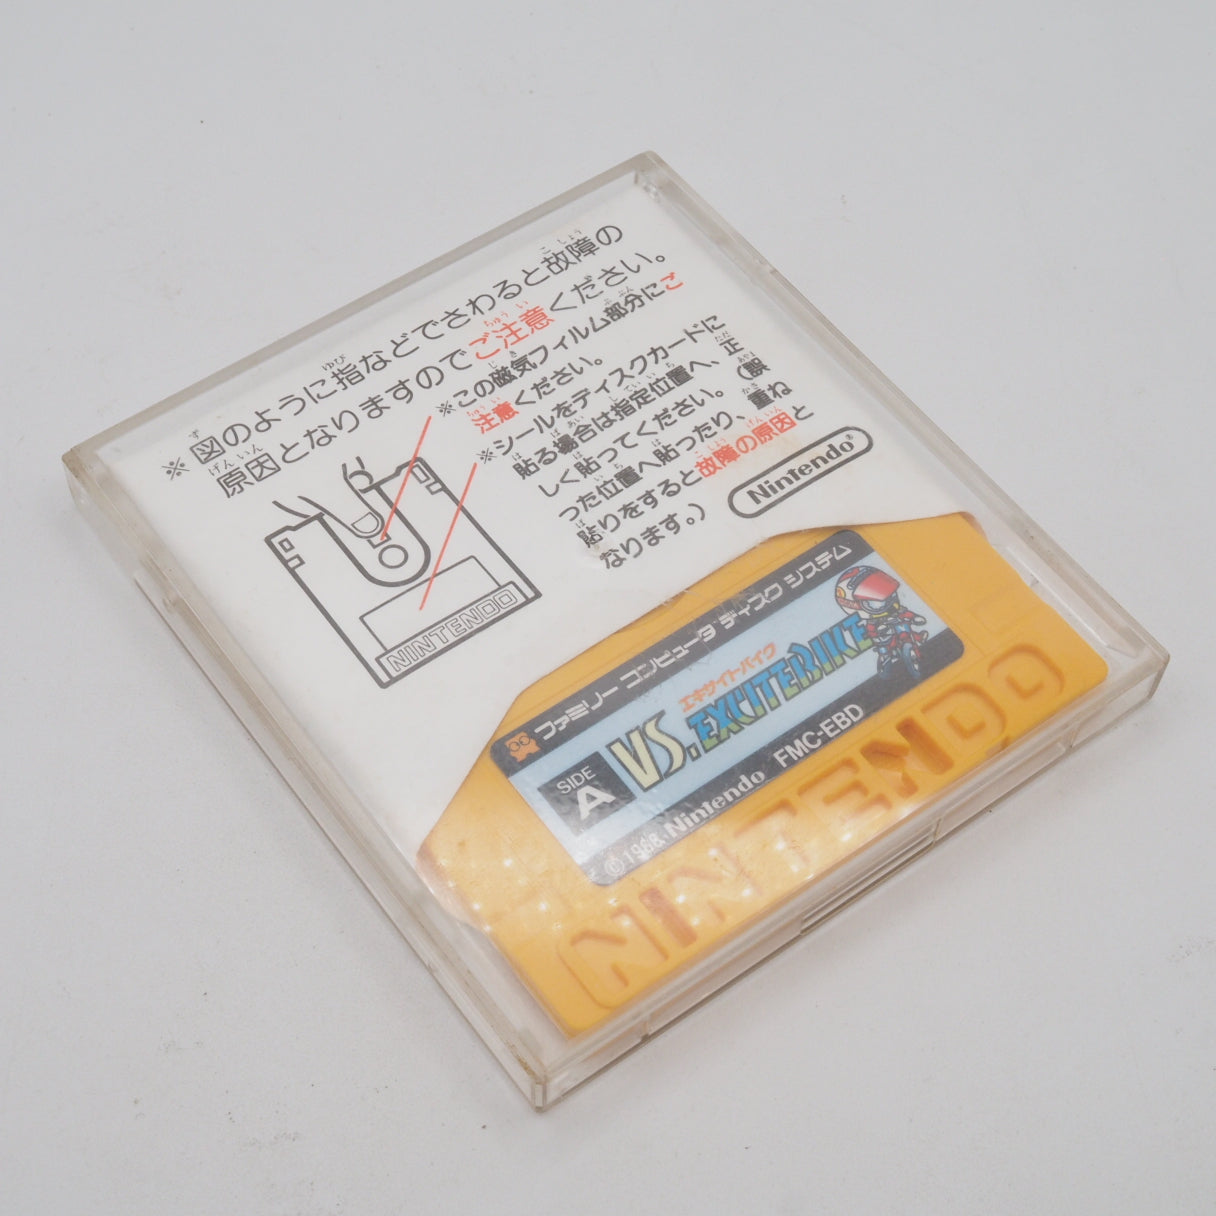 ※図のように指などでさわると故障の
原因となりますのでご注意ください。
※この磁気フィルム部分にご
注意ください。
※シールをディスクカードに
貼る場合は指定位置へ、正
しく貼ってください。(誤
った位置へ貼ったり、重ね
貼りをすると故障の原因と
なります。)
Nintendo®
NINTENDO
ファミリー コンピュータ ディスク システム
エキサイトバイク
VS. EXCITEBIKE
SIDE
A
©1988 Nintendo FMC-EBD
NINTENDO